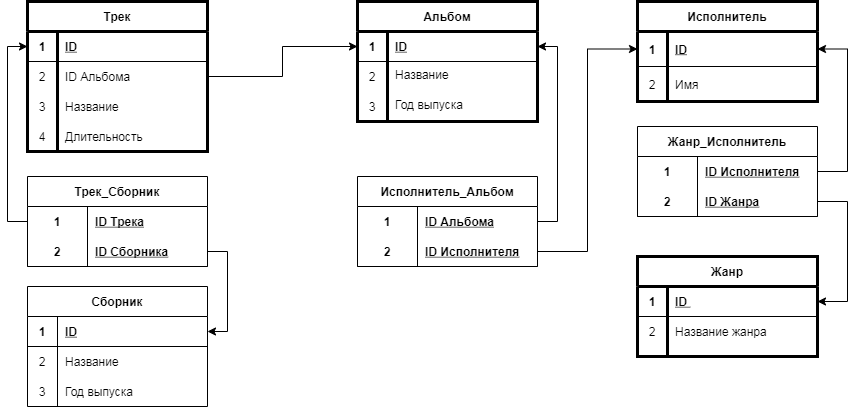 Трек
1 ID
2 ID Альбома
3 Название
4 Длительность
Альбом
1 ID
2 Название
3 Год выпуска
Исполнитель
1 ID
2 Имя
Трек_Сборник
1 ID Трека
2 ID Сборника
Исполнитель_Альбом
1 ID Альбома
2 ID Исполнителя
Жанр_Исполнитель
1 ID Исполнителя
2 ID Жанра
Сборник
1 ID
2 Название
3 Год выпуска
Жанр
1 ID
2 Название жанра